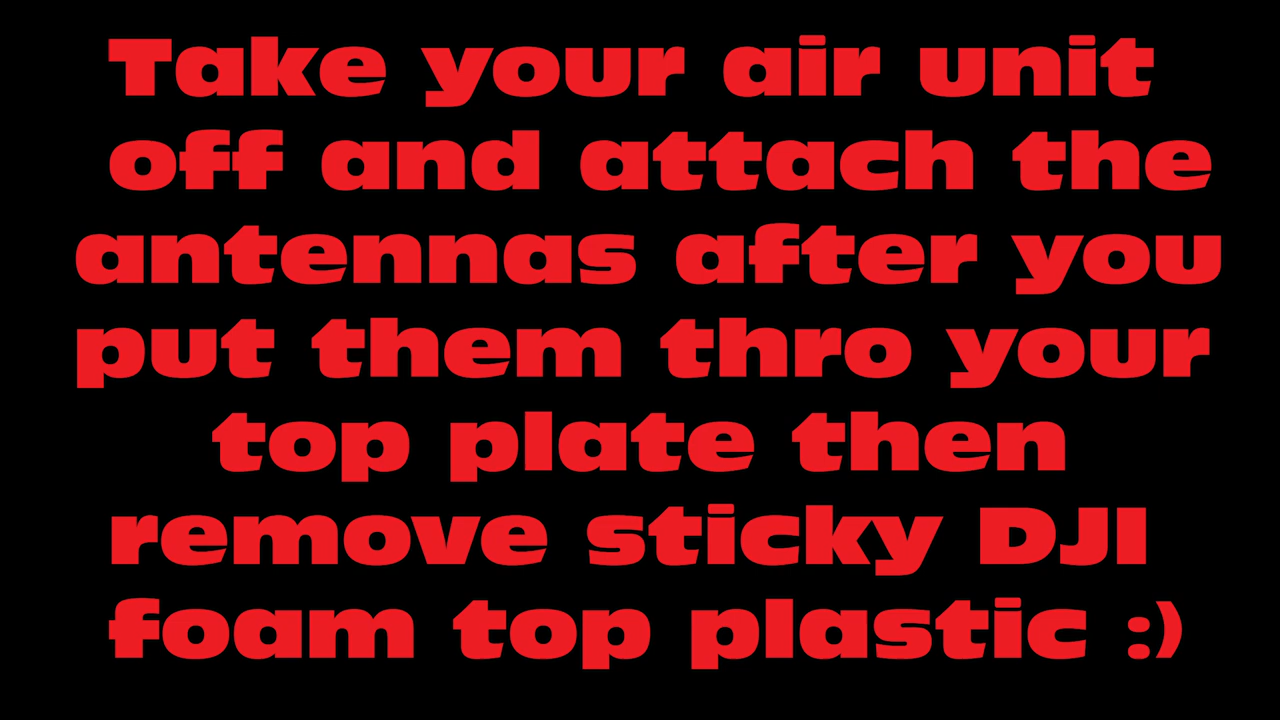 Take your air unit
off and attach the
antennas after you
put them thro your
top plate then
remove sticky DJI
foam top plastic :)